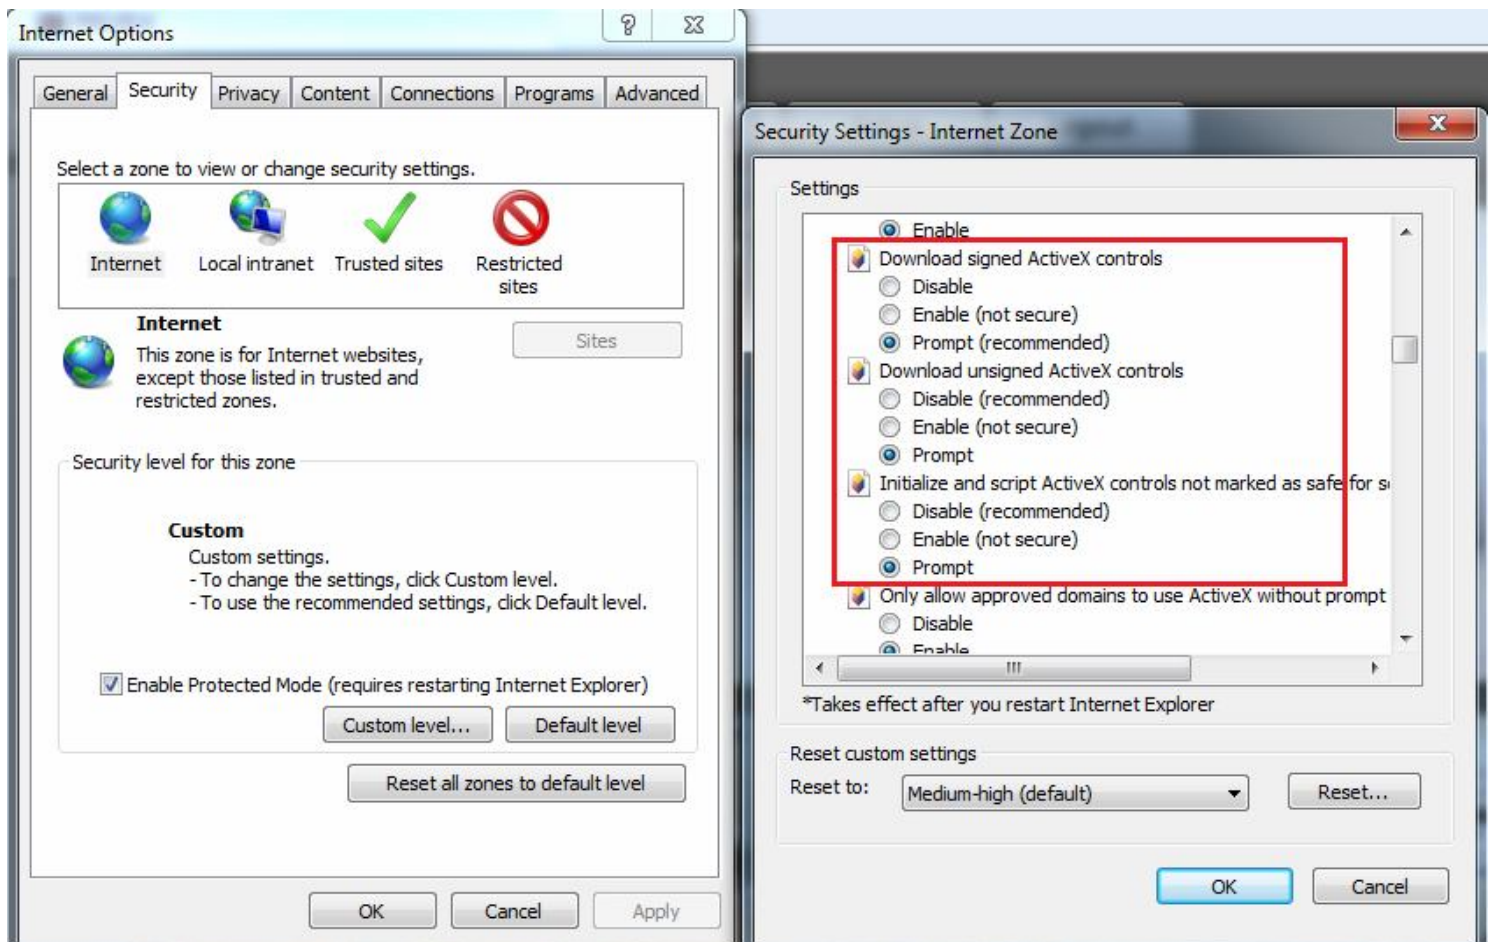 Internet Options
General Security Privacy Content Connections Programs Advanced
Select a zone to view or change security settings.
Internet
Local intranet
Trusted sites
Restricted
sites
Internet
This zone is for Internet websites,
except those listed in trusted and
restricted zones.
Sites
Security level for this zone
Custom
Custom settings.
- To change the settings, click Custom level.
- To use the recommended settings, click Default level.
Enable Protected Mode (requires restarting Internet Explorer)
Custom level...
Default level
Reset all zones to default level
OK
Cancel
Apply
Security Settings - Internet Zone
Settings
Enable
Download signed ActiveX controls
Disable
Enable (not secure)
Prompt (recommended)
Download unsigned ActiveX controls
Disable (recommended)
Enable (not secure)
Prompt
Initialize and script ActiveX controls not marked as safe for s
Disable (recommended)
Enable (not secure)
Prompt
Only allow approved domains to use ActiveX without prompt
Disable
Enable
*Takes effect after you restart Internet Explorer
Reset custom settings
Reset to:
Medium-high (default)
Reset...
OK
Cancel